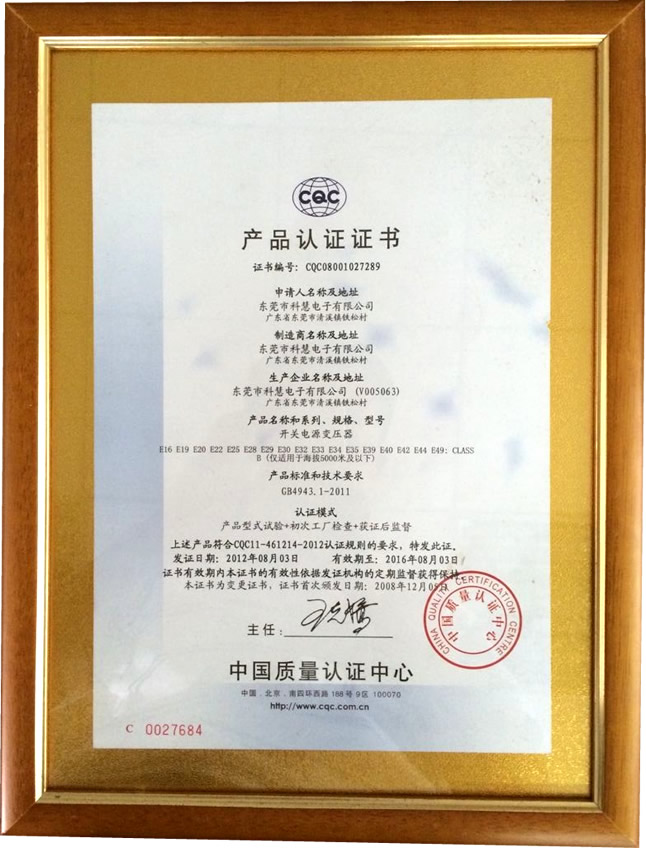 CQC
产品认证证书
证书编号: CQC08001027289
申请人名称及地址
东莞市科慧电子有限公司
广东省东莞市清溪镇铁松村
制造商名称及地址
东莞市科慧电子有限公司
广东省东莞市清溪镇铁松村
生产企业名称及地址
东莞市科慧电子有限公司 (V005063)
广东省东莞市清溪镇铁松村
产品名称和系列、规格、型号
开关电源变压器
E16 E19 E20 E22 E25 E28 E29 E30 E32 E33 E34 E35 E39 E40 E42 E44 E49: CLASS
B (仅适用于海拔5000米及以下)
产品标准和技术要求
GB4943.1-2011
认证模式
产品型式试验+初次工厂检查+获证后监督
上述产品符合CQC11-461214-2012认证规则的要求, 特发此证。
发证日期: 2012年08月03日 有效期至: 2016年08月03日
证书有效期内本证书的有效性依据发证机构的定期监督获得保持
本证书为变更证书, 证书首次颁发日期: 2008年12月
主任:
中国质量认证中心
CHINA QUALITY CERTIFICATION CENTRE
中国质量认证中心
中国 . 北京 . 南四环西路 188 号 9 区 100070
http://www.cqc.com.cn
C 0027684